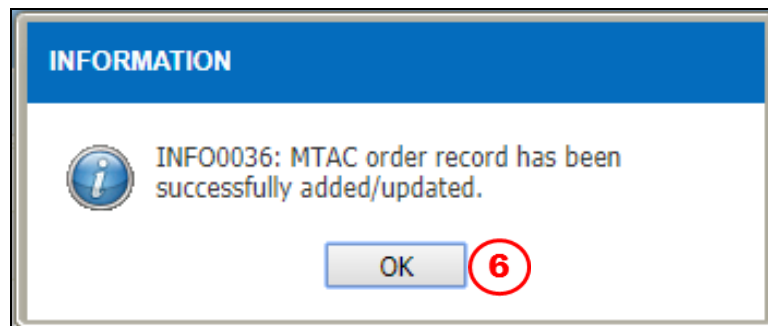 INFORMATION
INFO0036: MTAC order record has been
successfully added/updated.
OK
6